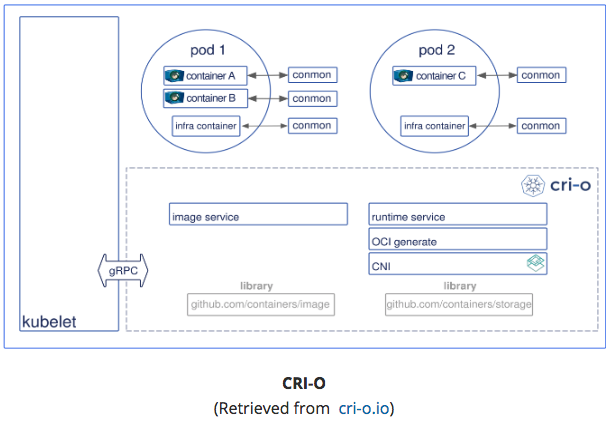 pod 1
pod 2
container A
conmon
container C
conmon
container B
conmon
infra container
conmon
infra container
conmon
cri-o
image service
runtime service
OCI generate
CNI
gRPC
library
library
github.com/containers/image
github.com/containers/storage
kubelet
CRI-O
(Retrieved from cri-o.io)